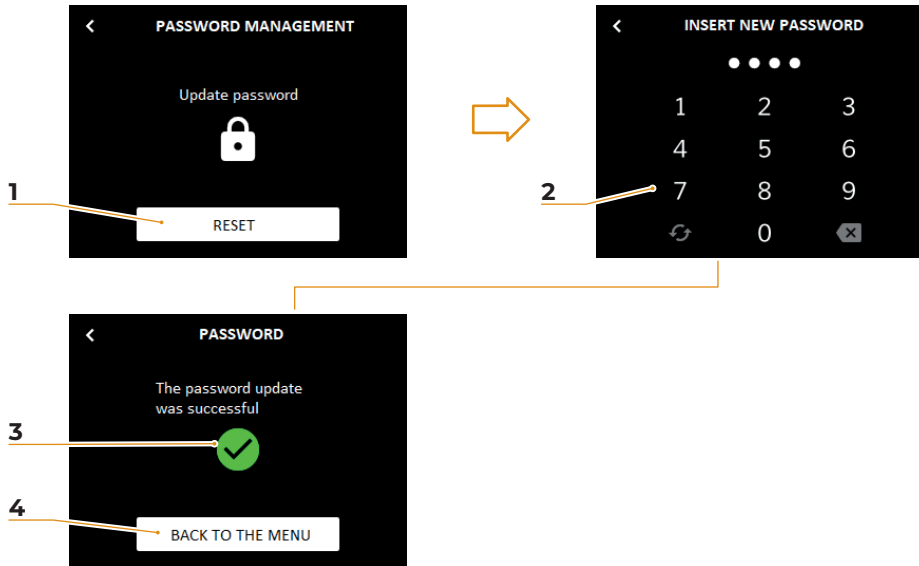 PASSWORD MANAGEMENT
Update password
1
RESET
INSERT NEW PASSWORD
1 2 3
4 5 6
2
7 8 9
0
PASSWORD
The password update
was successful
3
4
BACK TO THE MENU